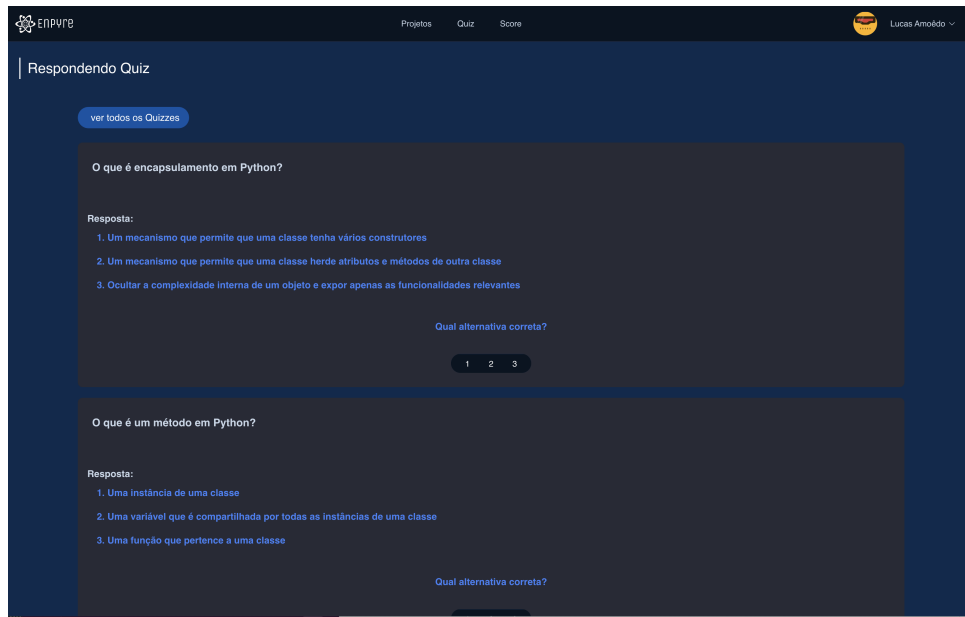 ENPYRE Projetos Quiz Score Lucas Amoêdo
Respondendo Quiz
ver todos os Quizzes
O que é encapsulamento em Python?
Resposta:
1. Um mecanismo que permite que uma classe tenha vários construtores
2. Um mecanismo que permite que uma classe herde atributos e métodos de outra classe
3. Ocultar a complexidade interna de um objeto e expor apenas as funcionalidades relevantes
Qual alternativa correta?
1 2 3
O que é um método em Python?
Resposta:
1. Uma instância de uma classe
2. Uma variável que é compartilhada por todas as instâncias de uma classe
3. Uma função que pertence a uma classe
Qual alternativa correta?